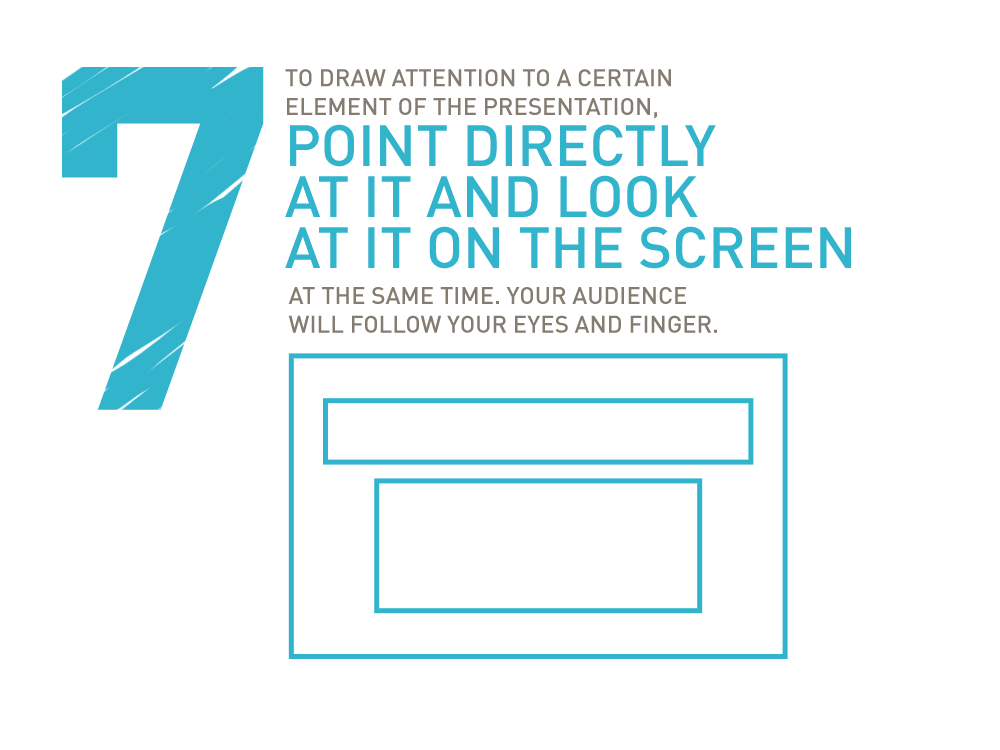 7
TO DRAW ATTENTION TO A CERTAIN
ELEMENT OF THE PRESENTATION,
POINT DIRECTLY
AT IT AND LOOK
AT IT ON THE SCREEN
AT THE SAME TIME. YOUR AUDIENCE
WILL FOLLOW YOUR EYES AND FINGER.